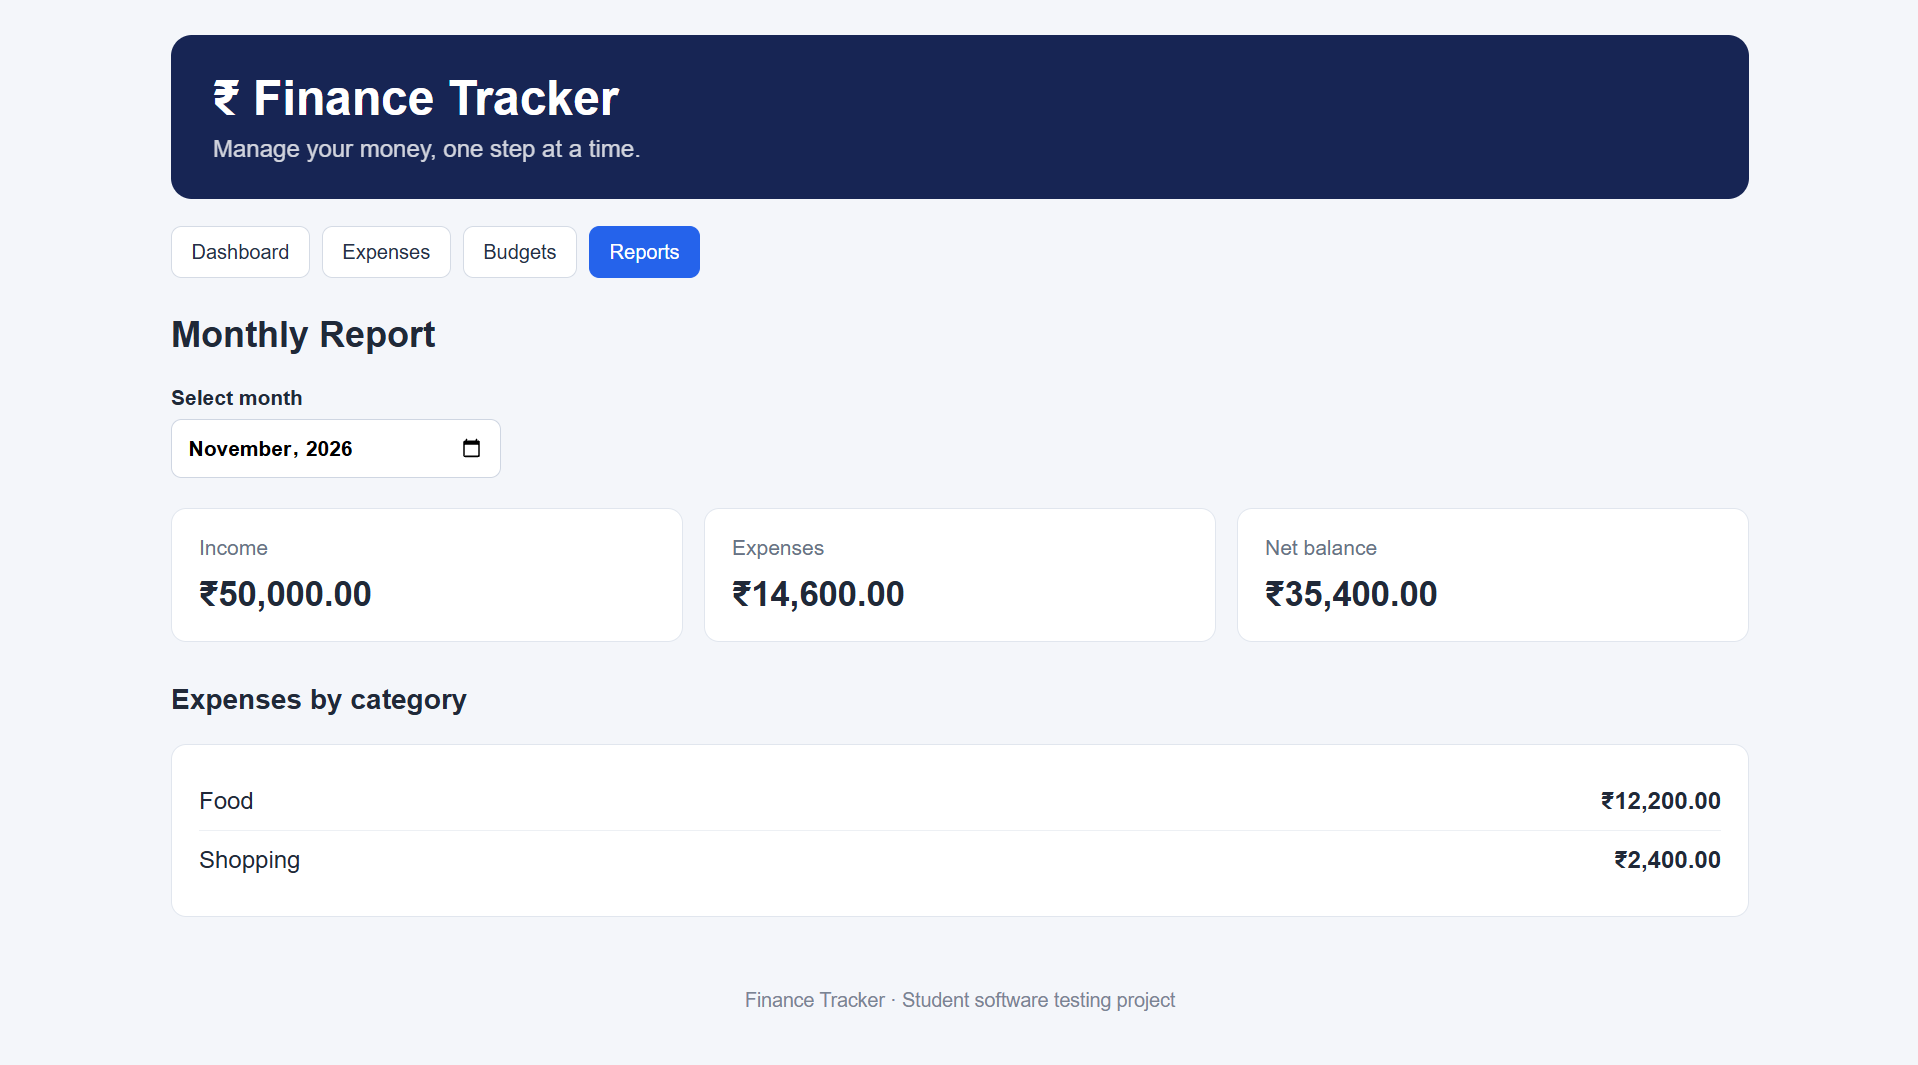 ₹ Finance Tracker
Manage your money, one step at a time.
Dashboard Expenses Budgets Reports
Monthly Report
Select month
November, 2026
Income
₹50,000.00
Expenses
₹14,600.00
Net balance
₹35,400.00
Expenses by category
Food ₹12,200.00
Shopping ₹2,400.00
Finance Tracker · Student software testing project